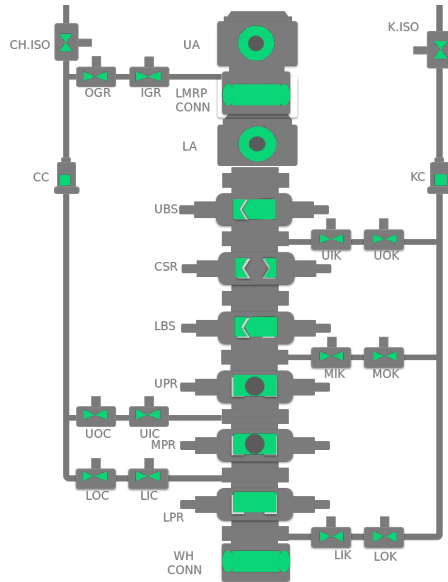 K.ISO
CH.ISO
UA
OGR
IGR
LMRP
CONN
LA
CC
KC
UBS
UIK
UOK
CSR
LBS
MIK
MOK
UPR
UOC
UIC
MPR
LOC
LIC
LPR
LIK
LOK
WH
CONN